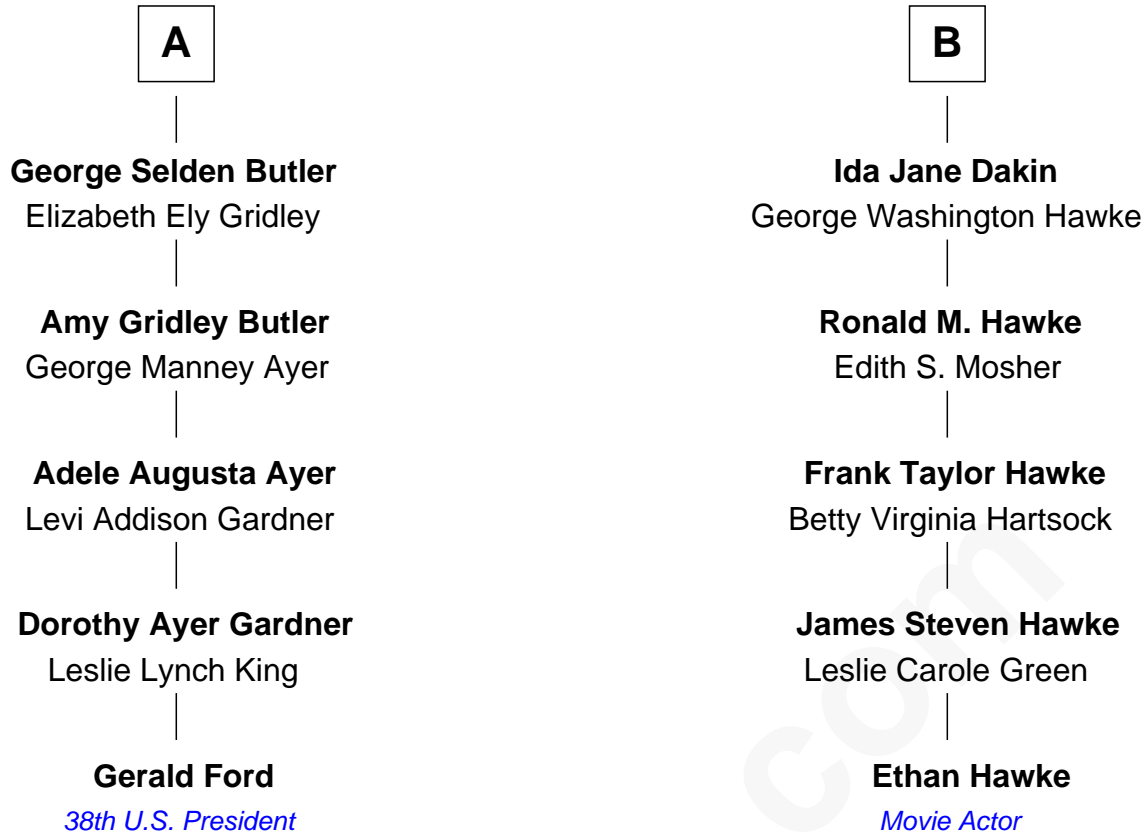 A
George Selden Butler
Elizabeth Ely Gridley
Amy Gridley Butler
George Manney Ayer
Adele Augusta Ayer
Levi Addison Gardner
Dorothy Ayer Gardner
Leslie Lynch King
Gerald Ford
38th U.S. President
B
Ida Jane Dakin
George Washington Hawke
Ronald M. Hawke
Edith S. Mosher
Frank Taylor Hawke
Betty Virginia Hartsock
James Steven Hawke
Leslie Carole Green
Ethan Hawke
Movie Actor
com